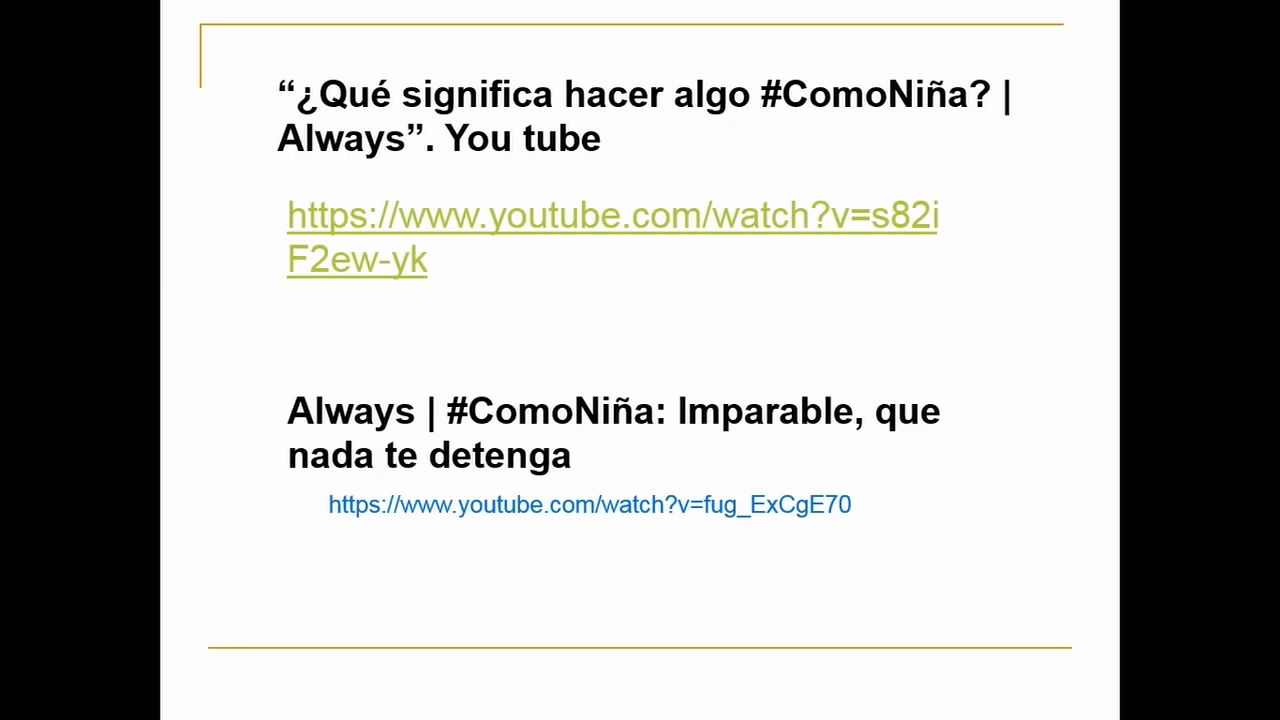 “¿Qué significa hacer algo #ComoNiña? |
Always”. You tube
https://www.youtube.com/watch?v=s82i
F2ew-yk
Always | #ComoNiña: Imparable, que
nada te detenga
https://www.youtube.com/watch?v=fug_ExCgE70